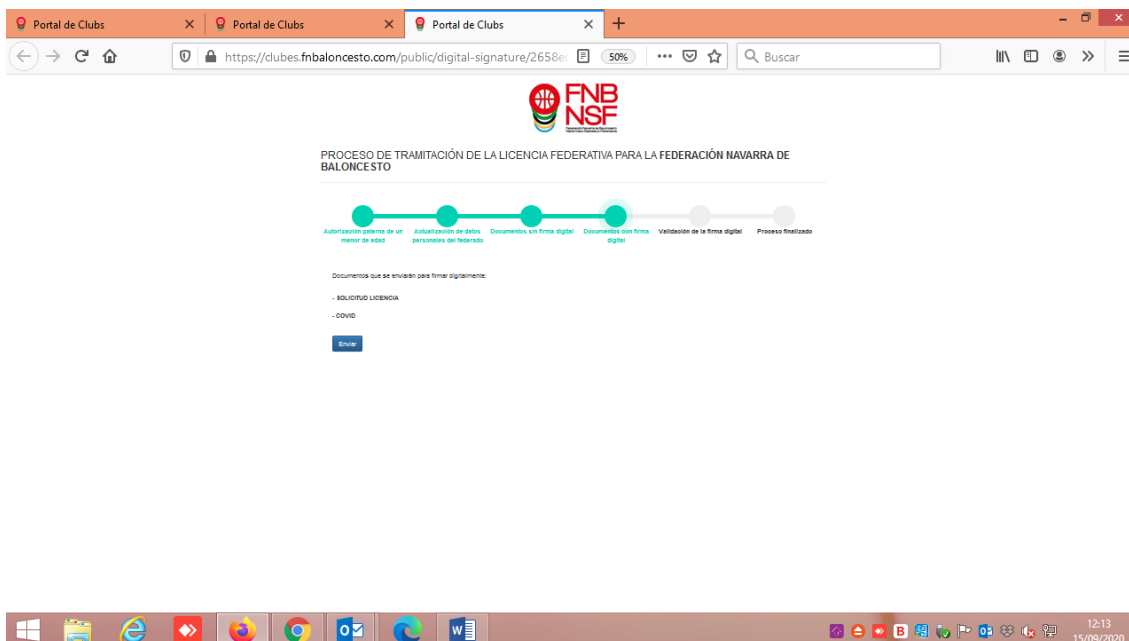 Portal de Clubs
Portal de Clubs
Portal de Clubs
https://clubes.fnbaloncesto.com/public/digital-signature/2658e
50%
Buscar
FNB
NSF
PROCESO DE TRAMITACIÓN DE LA LICENCIA FEDERATIVA PARA LA FEDERACIÓN NAVARRA DE
BALONCESTO
Autorización paterna de un
menor de edad
Actualización de datos
personales del federado
Documentos sin firma digital
Documentos con firma
digital
Validación de la firma digital
Proceso finalizado
Documentos que se enviarán para firmar digitalmente:
- SOLICITUD LICENCIA
- COVID
Enviar
12:13
15/09/2020